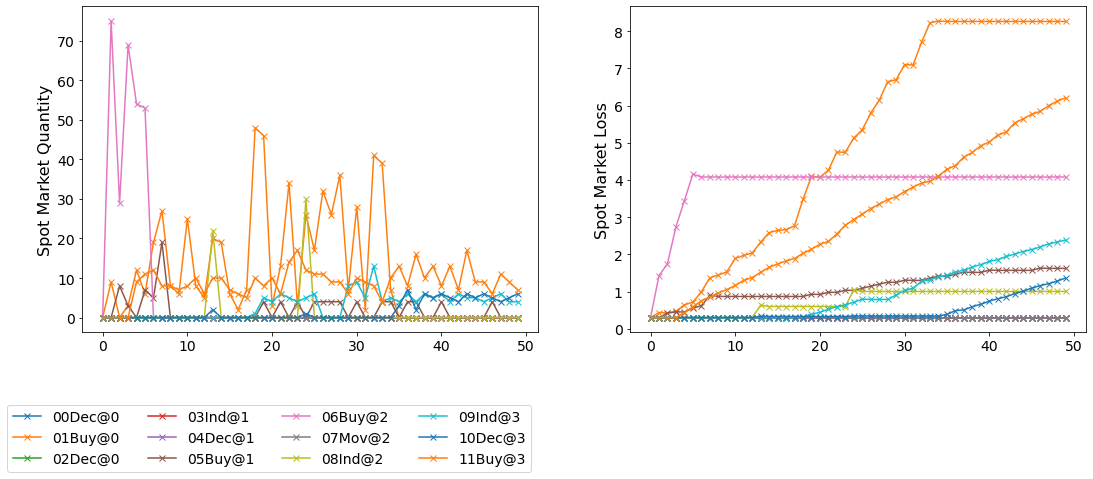 Spot Market Quantity
70
60
50
40
30
20
10
0
0 10 20 30 40 50
Spot Market Loss
8
7
6
5
4
3
2
1
0
0 10 20 30 40 50
00Dec@0 03Ind@1 06Buy@2 09Ind@3
01Buy@0 04Dec@1 07Mov@2 10Dec@3
02Dec@0 05Buy@1 08Ind@2 11Buy@3